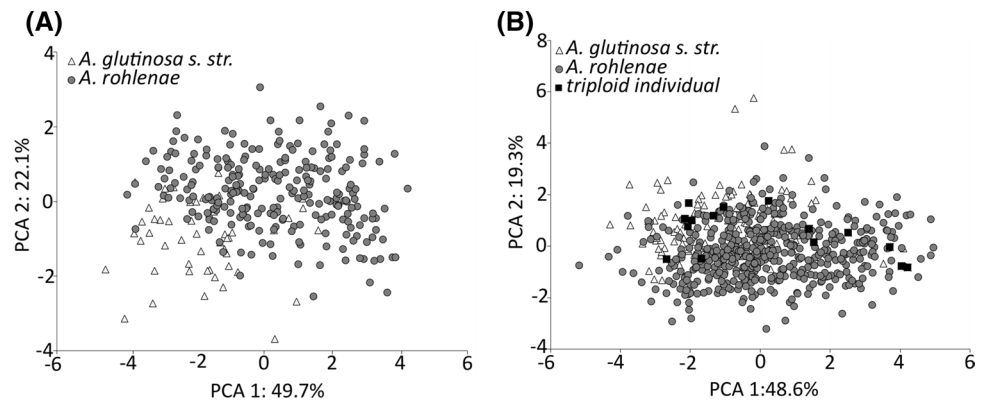 (A)
A. glutinosa s. str.
A. rohlenae
PCA 2: 22.1%
4
2
0
-2
-4
-6
-4
-2
0
2
4
6
PCA 1: 49.7%
(B)
A. glutinosa s. str.
A. rohlenae
triploid individual
PCA 2: 19.3%
8
6
4
2
0
-2
-4
-6
-4
-2
0
2
4
6
PCA 1:48.6%